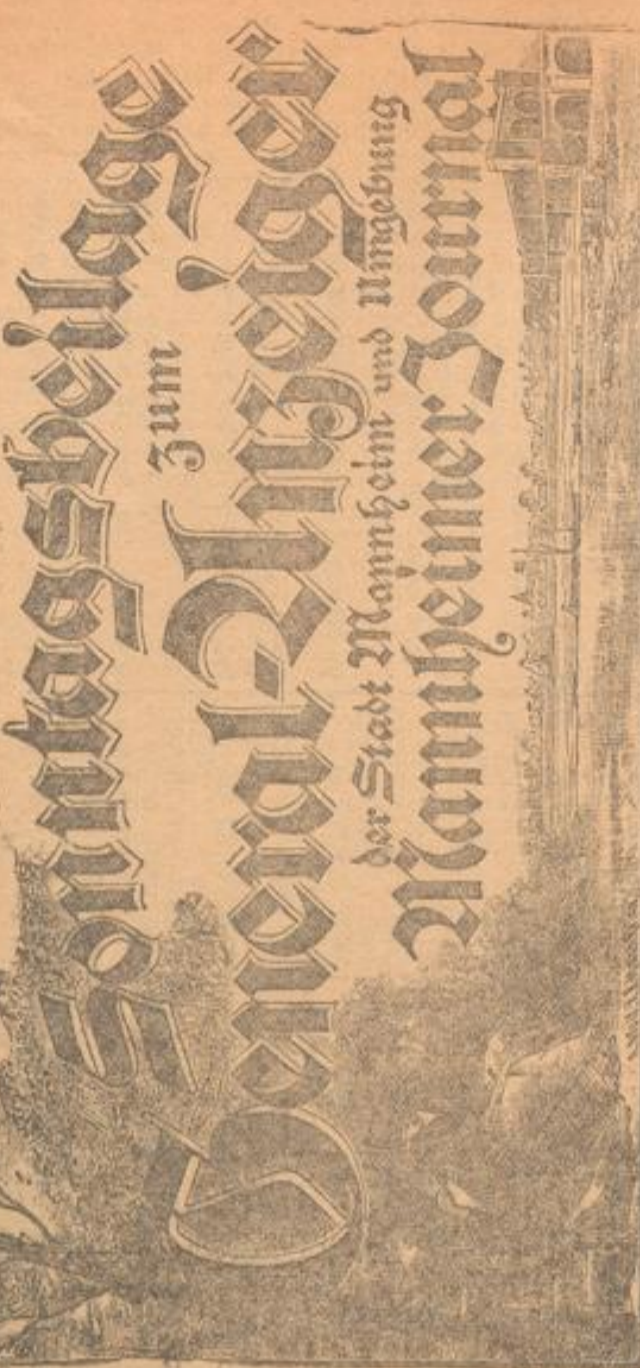 Sonntagsbeilage
zum
General-Anzeiger
der Stadt Mannheim und Umgebung
Mannheimer Journal